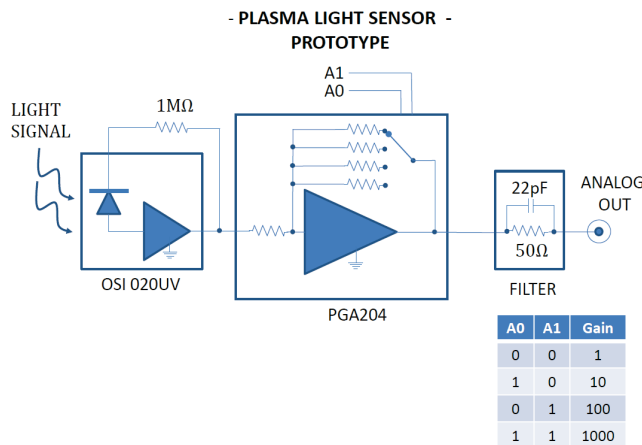 - PLASMA LIGHT SENSOR -
PROTOTYPE
A1
A0
LIGHT
SIGNAL
1MΩ
OSI 020UV
PGA204
22pF
50Ω
FILTER
ANALOG
OUT
A0 A1 Gain
0 0 1
1 0 10
0 1 100
1 1 1000